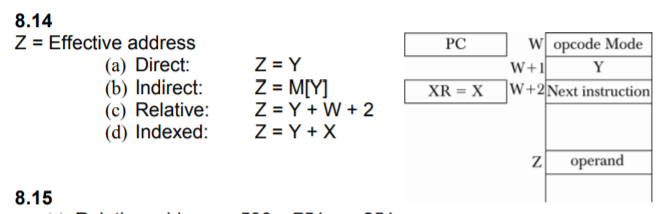 8.14
Z = Effective address
(a) Direct: Z = Y
(b) Indirect: Z = M[Y]
(c) Relative: Z = Y + W + 2
(d) Indexed: Z = Y + X
PC
XR = X
W opcode Mode
W+1 Y
W+2 Next instruction
Z operand
8.15